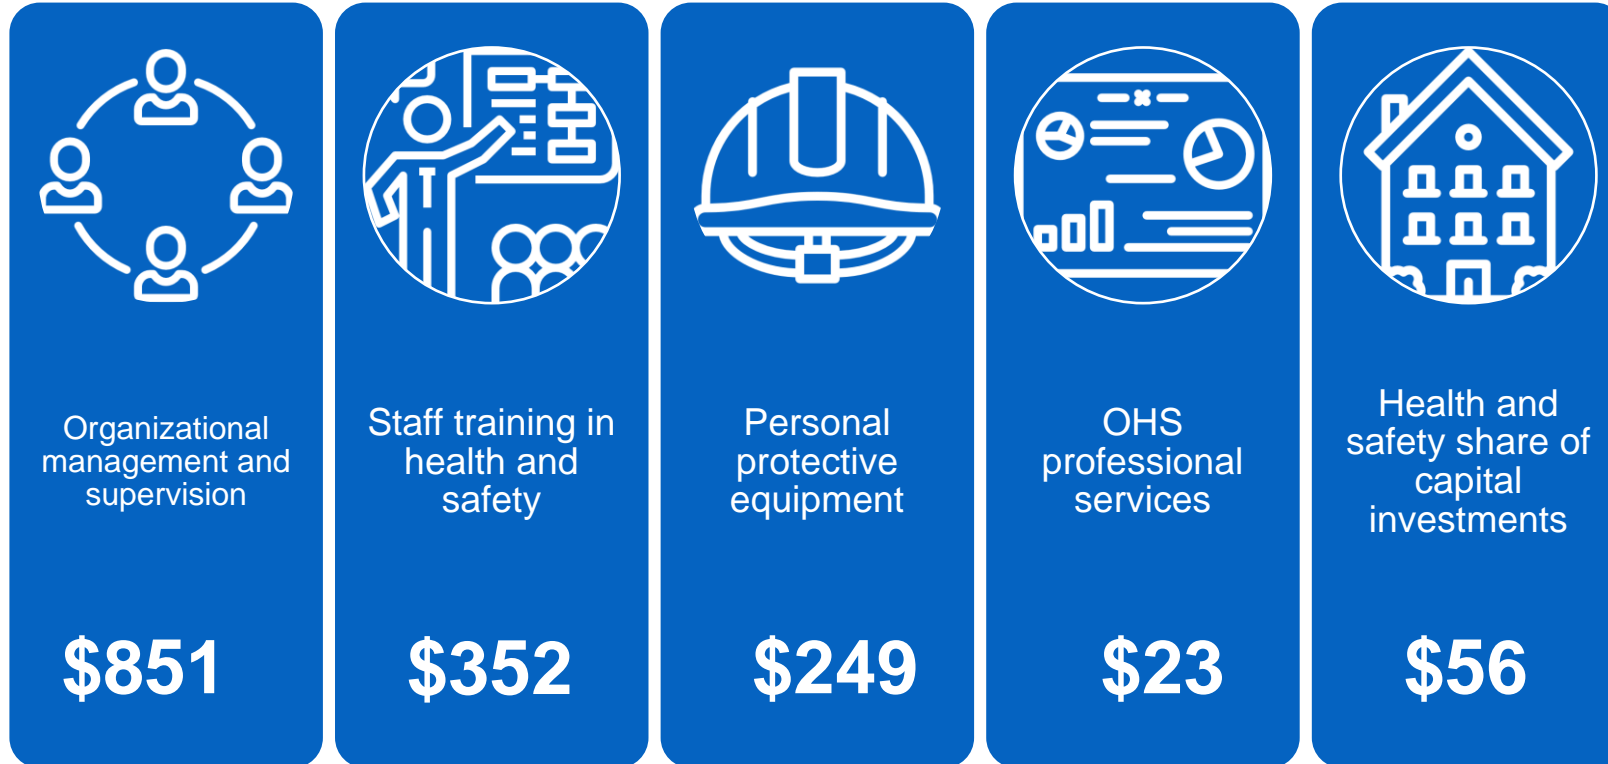 Organizational
management and
supervision
$851
Staff training in
health and
safety
$352
Personal
protective
equipment
$249
OHS
professional
services
$23
Health and
safety share of
capital
investments
$56